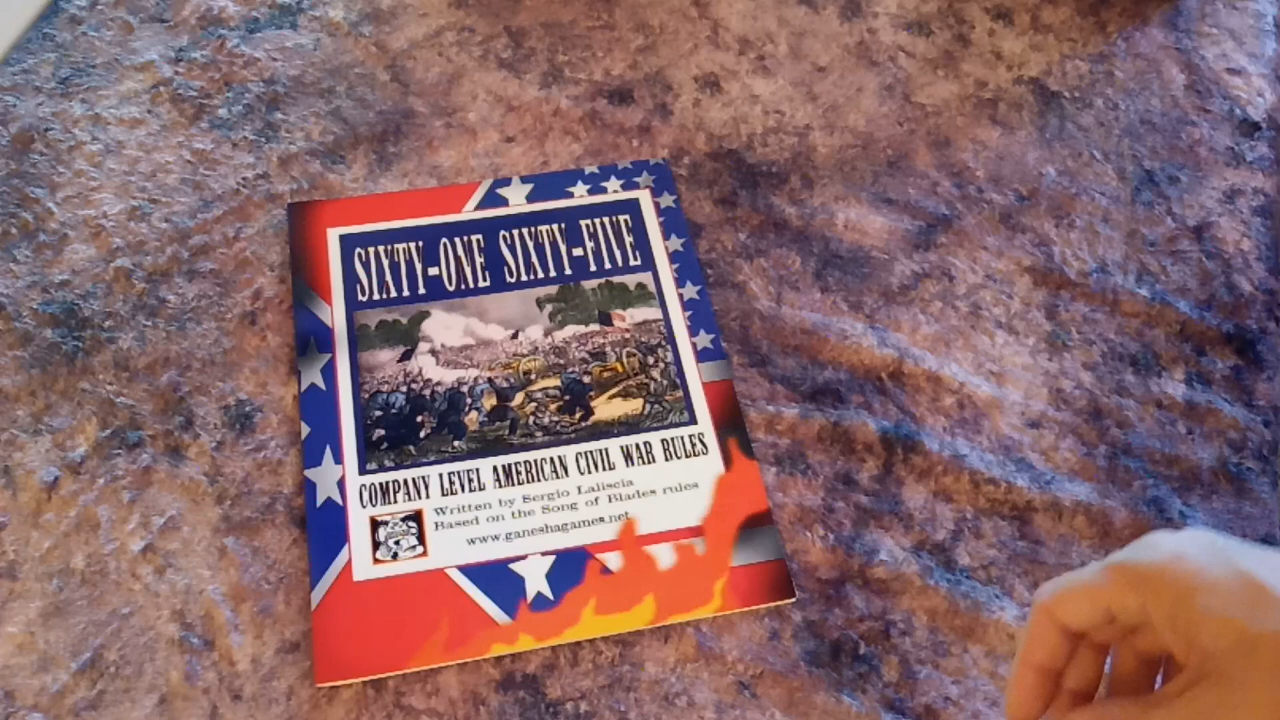 SIXTY-ONE SIXTY-FIVE
COMPANY LEVEL AMERICAN CIVIL WAR RULES
Written by Sergio Laliscia
Based on the Song of Blades rules
www.ganeshagames.net